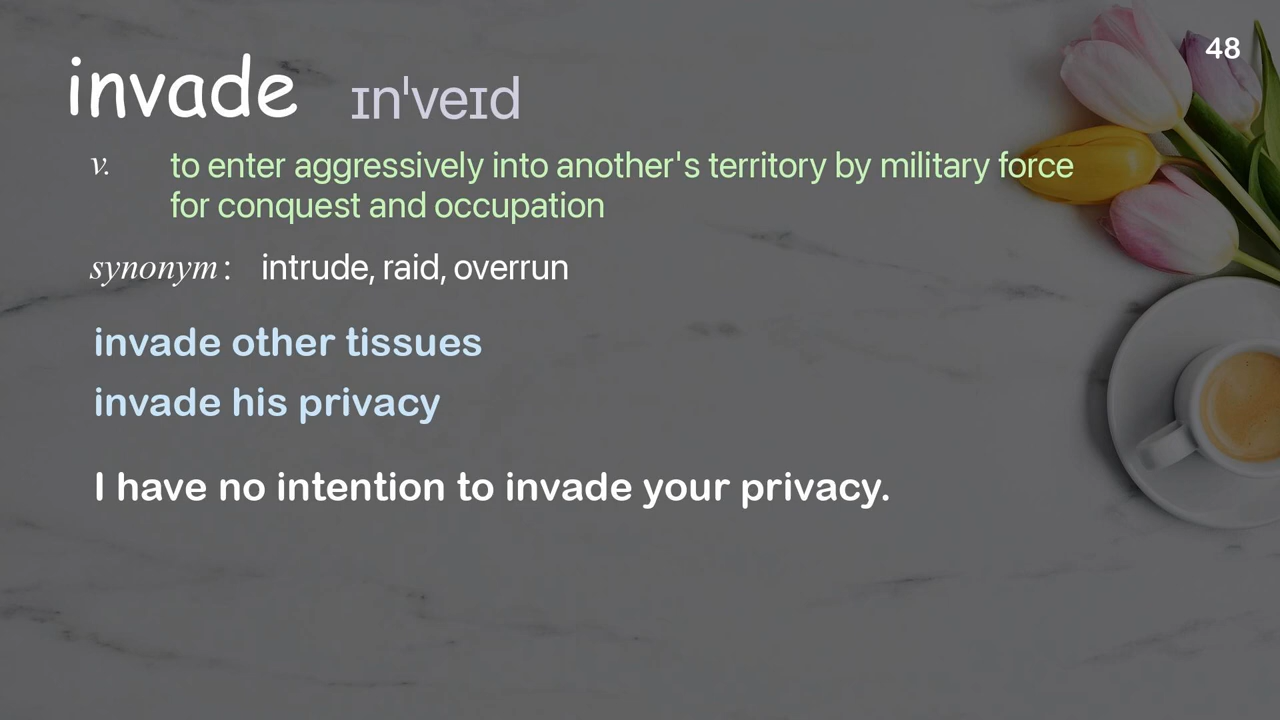 48
invade ɪnˈveɪd
v. to enter aggressively into another's territory by military force
for conquest and occupation
synonym: intrude, raid, overrun
invade other tissues
invade his privacy
I have no intention to invade your privacy.